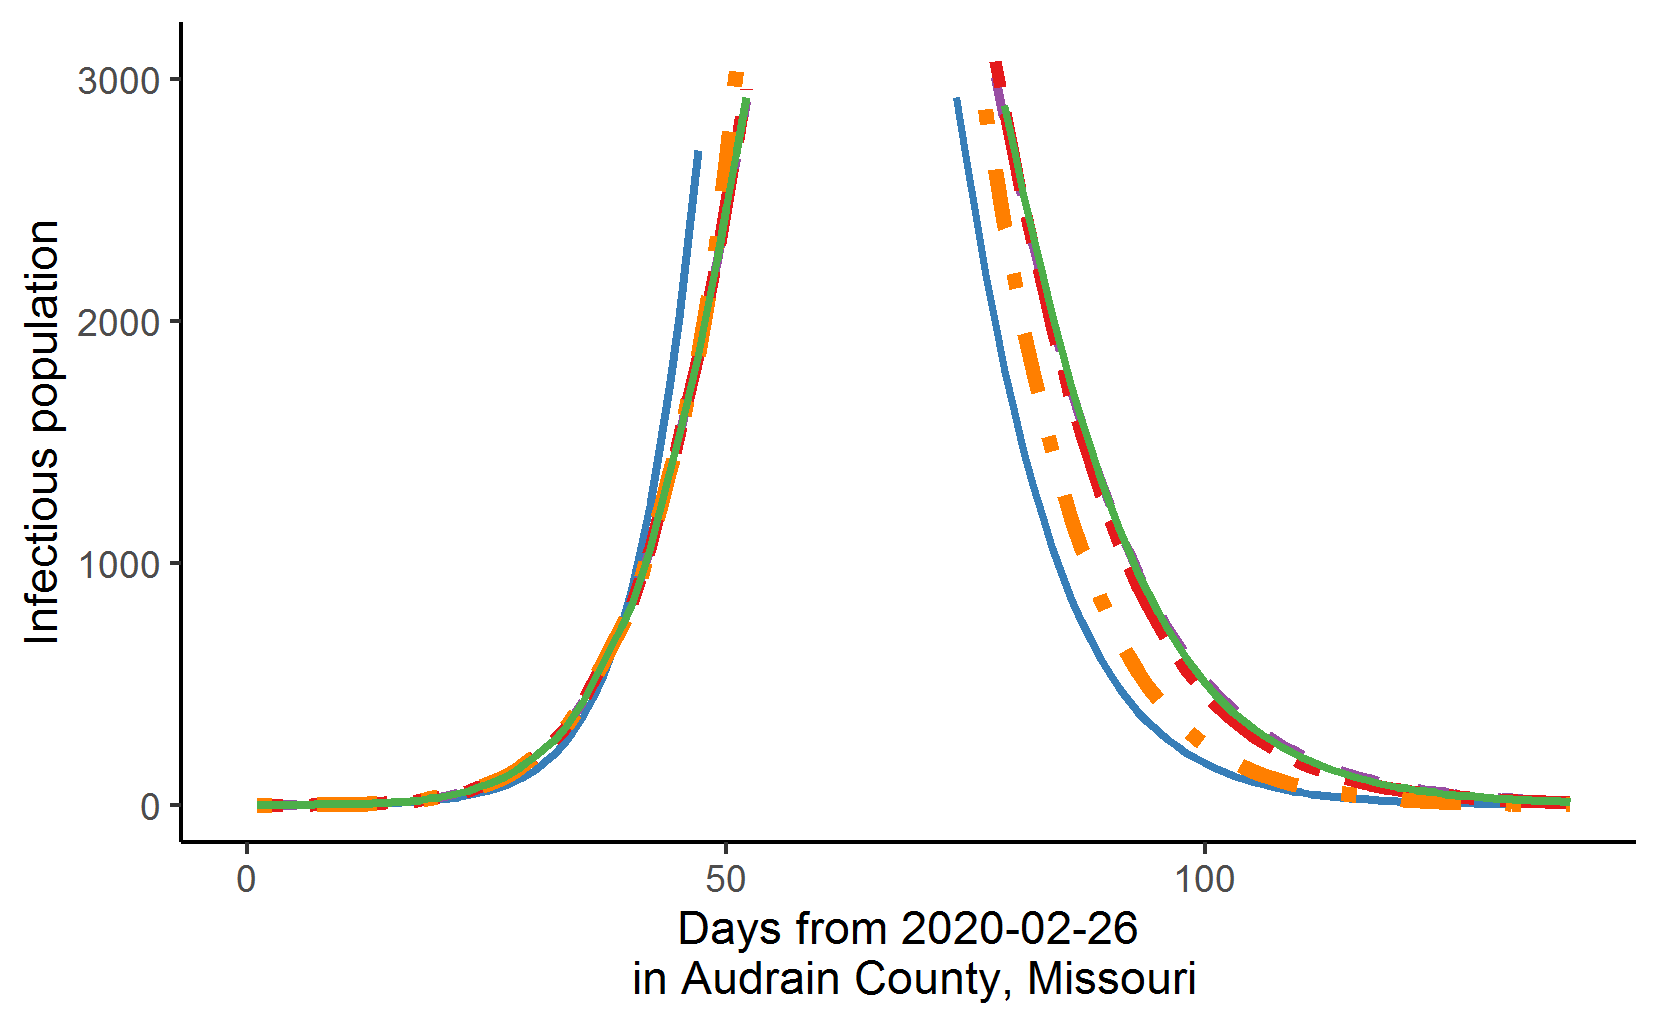 Infectious population
3000
2000
1000
0
0 50 100
Days from 2020-02-26
in Audrain County, Missouri